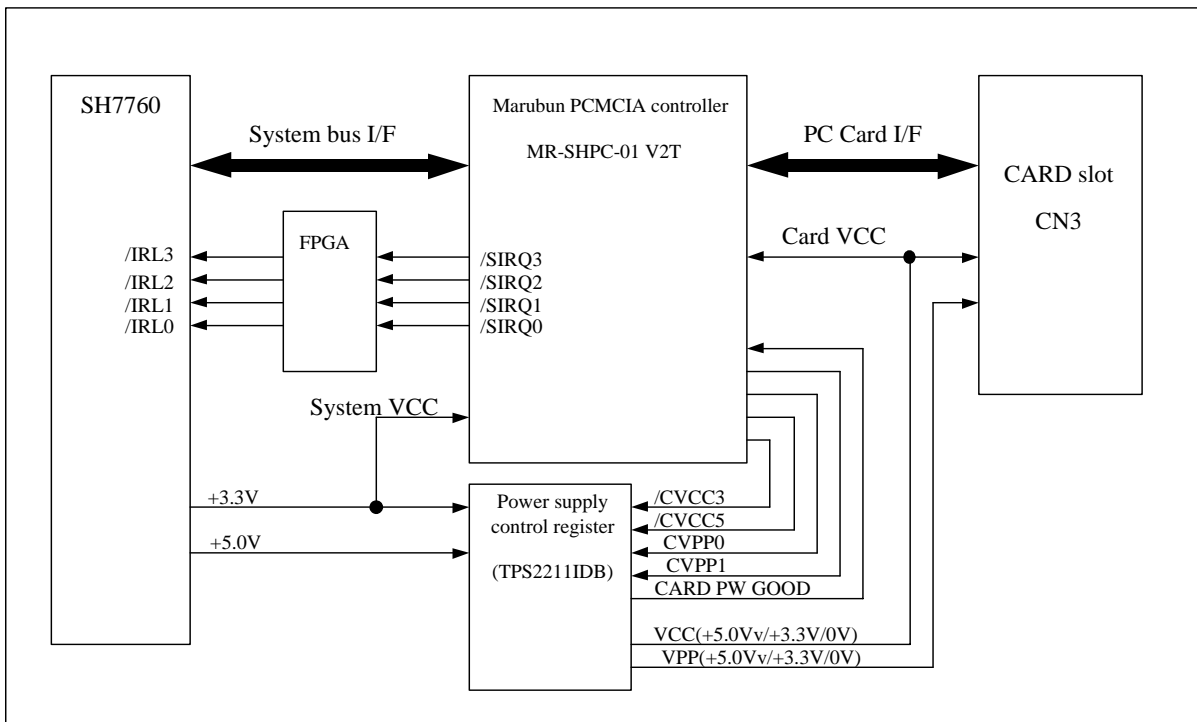 SH7760
System bus I/F
Marubun PCMCIA controller
MR-SHPC-01 V2T
PC Card I/F
CARD slot
CN3
FPGA
/IRL3
/IRL2
/IRL1
/IRL0
/SIRQ3
/SIRQ2
/SIRQ1
/SIRQ0
Card VCC
System VCC
+3.3V
+5.0V
Power supply
control register
(TPS2211IDB)
/CVCC3
/CVCC5
CVPP0
CVPP1
CARD PW GOOD
VCC(+5.0Vv/+3.3V/0V)
VPP(+5.0Vv/+3.3V/0V)